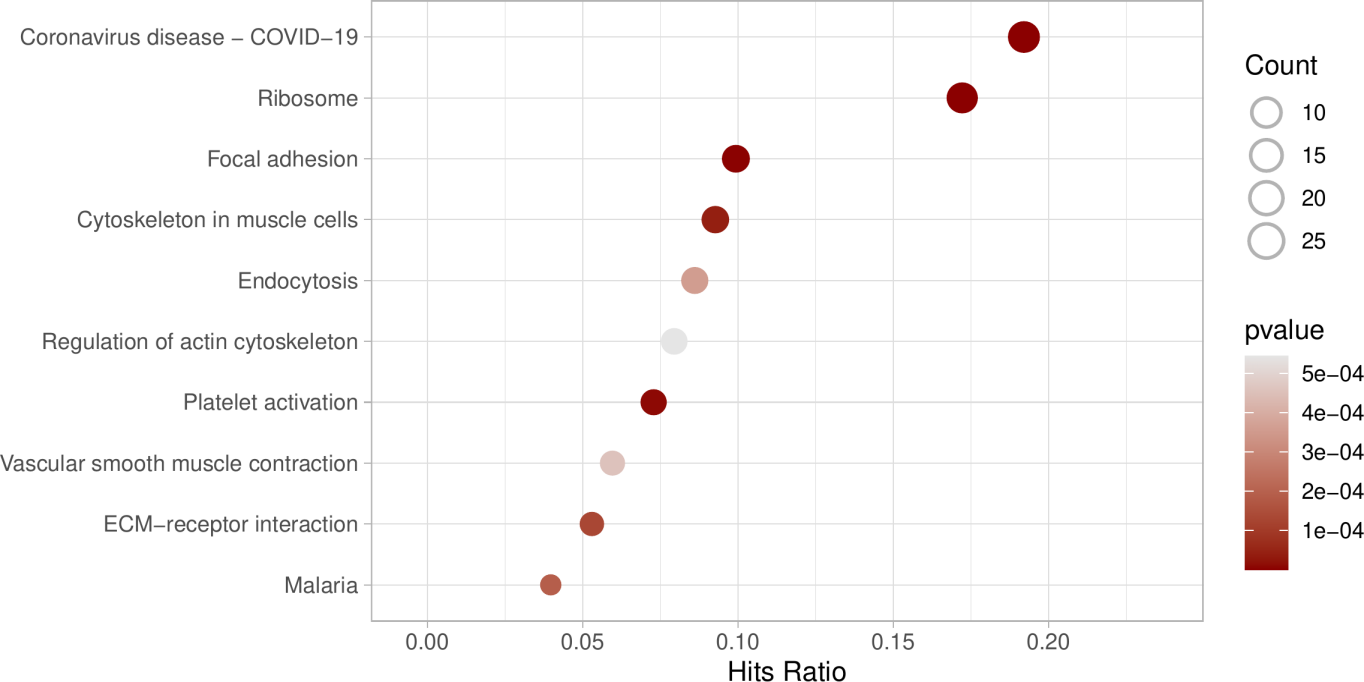 Coronavirus disease − COVID−19
Ribosome
Focal adhesion
Cytoskeleton in muscle cells
Endocytosis
Regulation of actin cytoskeleton
Platelet activation
Vascular smooth muscle contraction
ECM−receptor interaction
Malaria
0.00 0.05 0.10 0.15 0.20
Hits Ratio
Count
10
15
20
25
pvalue
5e−04
4e−04
3e−04
2e−04
1e−04